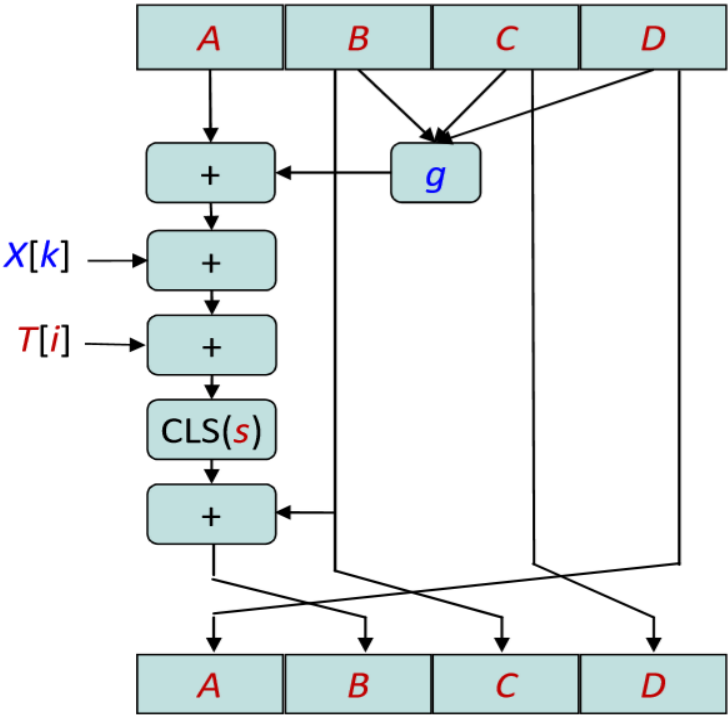 A B C D
+ g
X[k] +
T[i] +
CLS(s)
+
A B C D